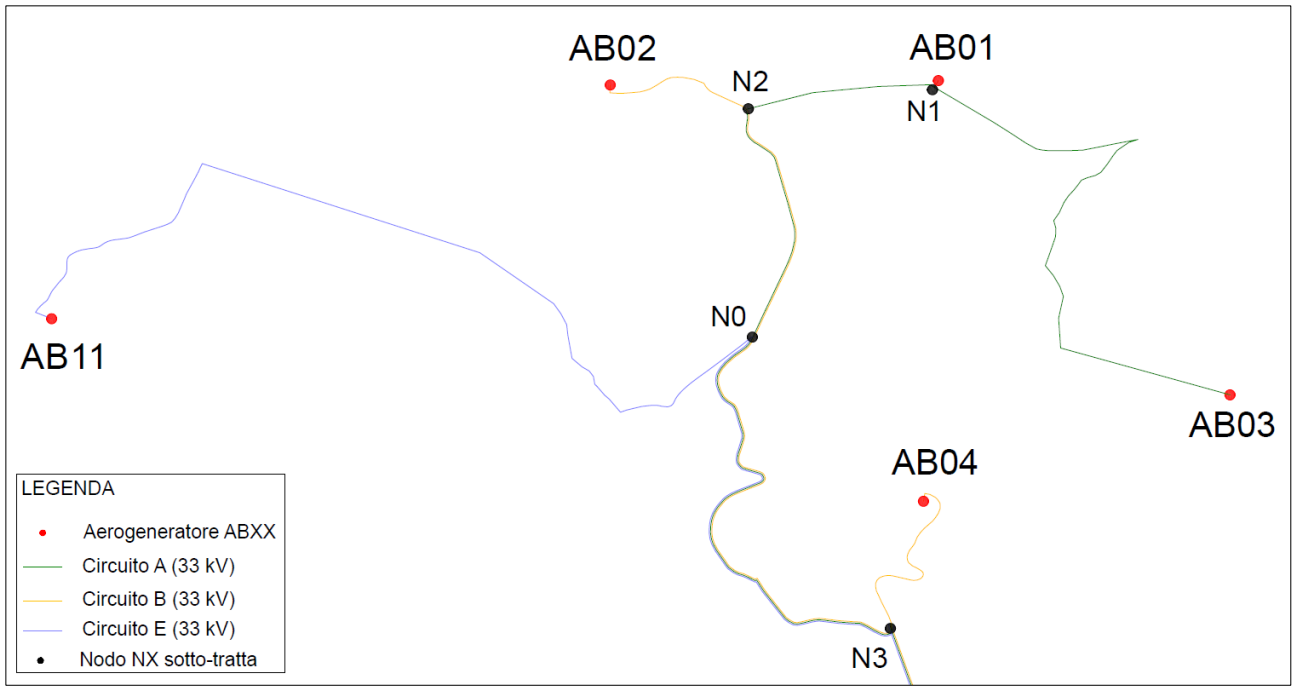 AB02
AB01
N2
N1
N0
AB11
AB03
AB04
N3
LEGENDA
Aerogeneratore ABXX
Circuito A (33 kV)
Circuito B (33 kV)
Circuito E (33 kV)
Nodo NX sotto-tratta